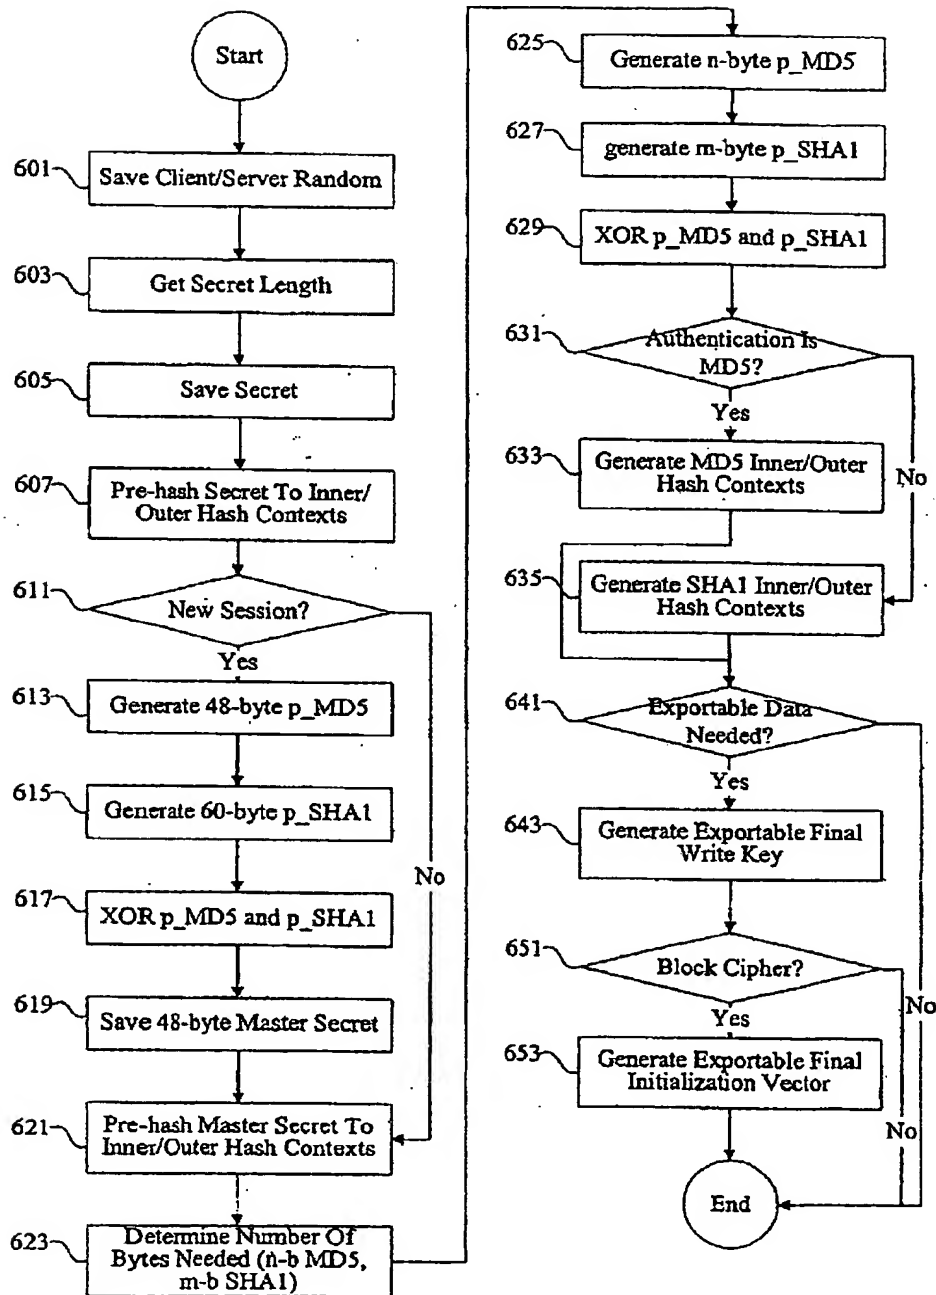 Start
601
Save Client/Server Random
603
Get Secret Length
605
Save Secret
607
Pre-hash Secret To Inner/
Outer Hash Contexts
611
New Session?
Yes
No
613
Generate 48-byte p_MD5
615
Generate 60-byte p_SHA1
617
XOR p_MD5 and p_SHA1
619
Save 48-byte Master Secret
621
Pre-hash Master Secret To
Inner/Outer Hash Contexts
623
Determine Number Of
Bytes Needed (n-b MD5,
m-b SHA1)
625
Generate n-byte p_MD5
627
generate m-byte p_SHA1
629
XOR p_MD5 and p_SHA1
631
Authentication Is
MD5?
Yes
No
633
Generate MD5 Inner/Outer
Hash Contexts
635
Generate SHA1 Inner/Outer
Hash Contexts
641
Exportable Data
Needed?
Yes
No
643
Generate Exportable Final
Write Key
651
Block Cipher?
Yes
No
653
Generate Exportable Final
Initialization Vector
End